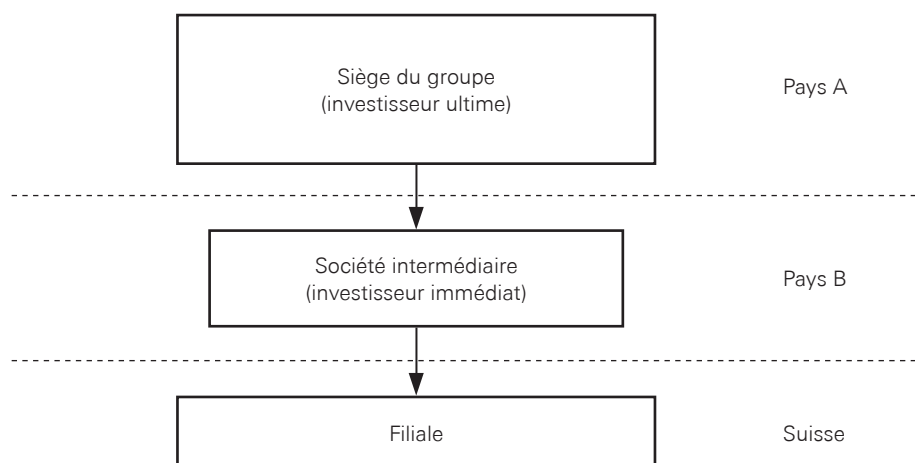 Siège du groupe
(investisseur ultime)
Pays A
Société intermédiaire
(investisseur immédiat)
Pays B
Filiale
Suisse